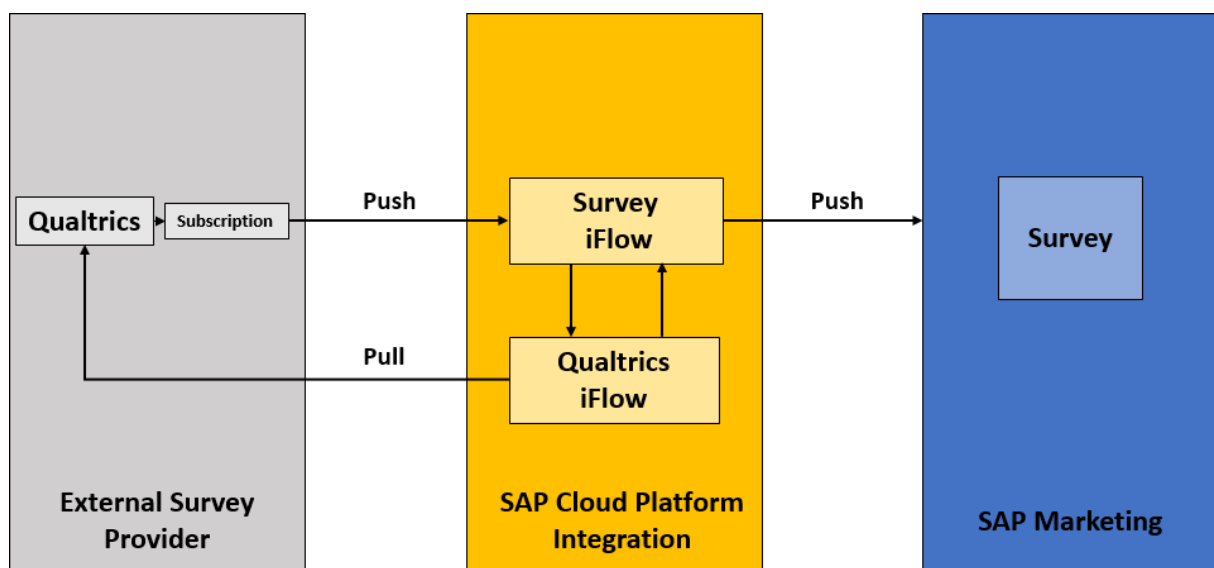 Qualtrics
Subscription
Push
Survey
iFlow
Push
Survey
Pull
Qualtrics
iFlow
External Survey
Provider
SAP Cloud Platform
Integration
SAP Marketing